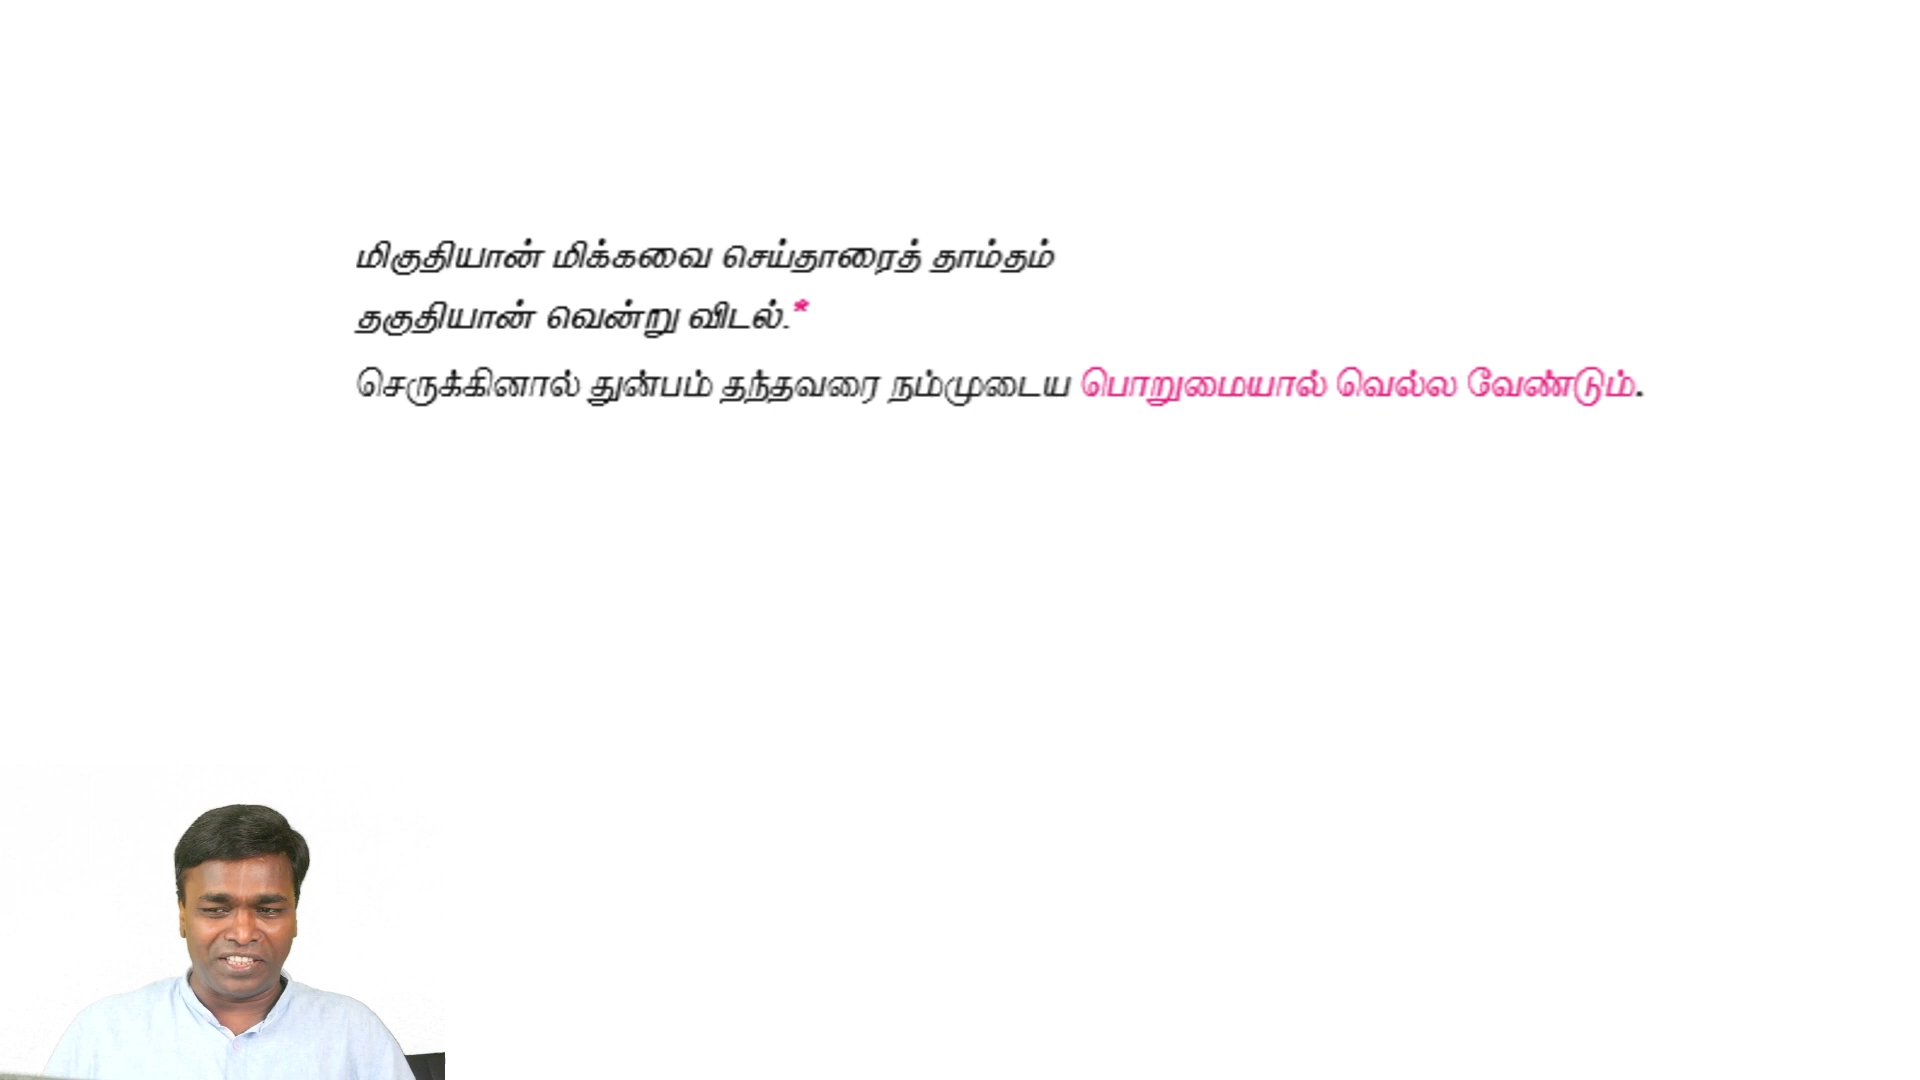 மிகுதியான் மிக்கவை செய்தாரைத் தாம்தம்
தகுதியான் வென்று விடல்.*
செருக்கினால் துன்பம் தந்தவரை நம்முடைய பொறுமையால் வெல்ல வேண்டும்.